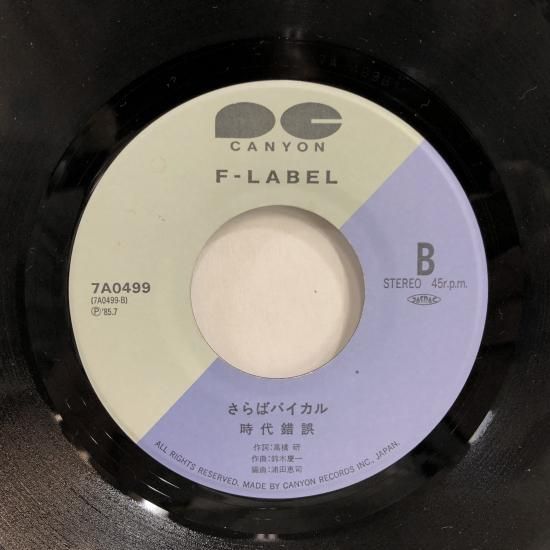 CANYON
F-LABEL
7A0499
(7A0499-B)
Ⓟ'85.7
B
STEREO 45r.p.m.
JASRAC
さらばバイカル
時代錯誤
作詞:高橋 研
作曲:鈴木慶一
編曲:浦田恵司
ALL RIGHTS RESERVED. MADE BY CANYON RECORDS INC, JAPAN.